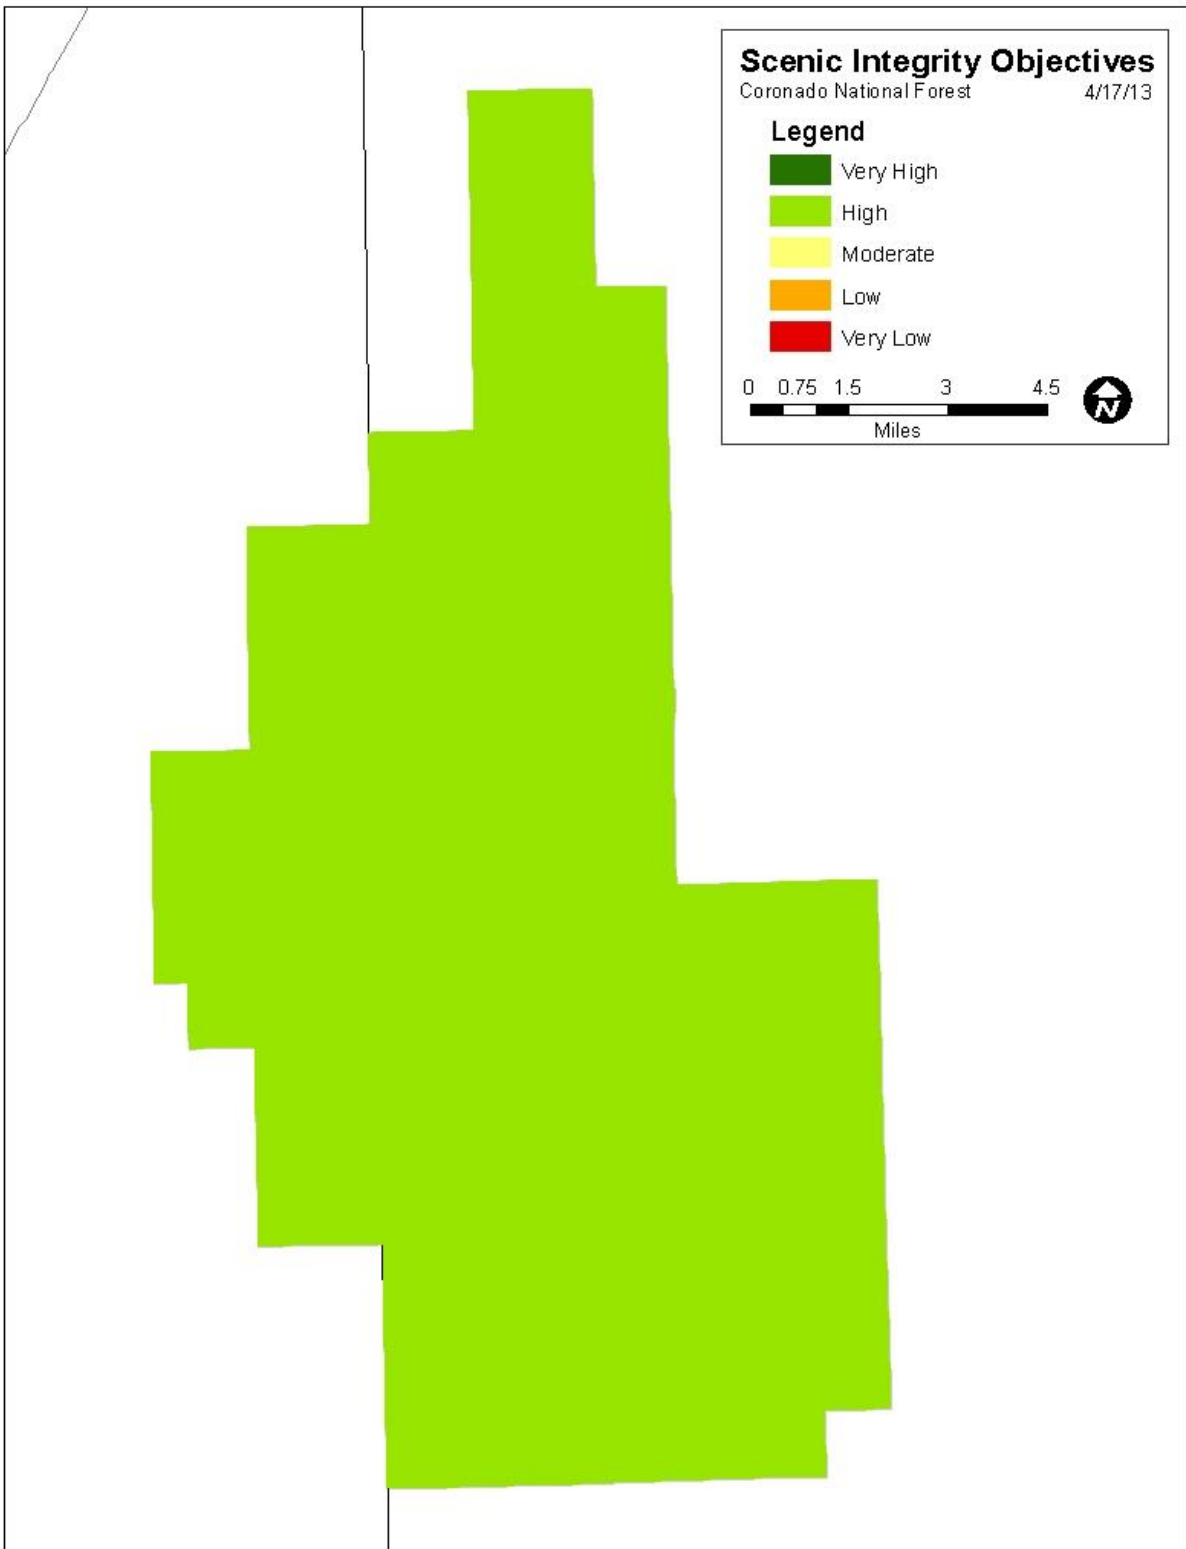 Scenic Integrity Objectives
Coronado National Forest 4/17/13
Legend
Very High
High
Moderate
Low
Very Low
0 0.75 1.5 3 4.5
N
Miles